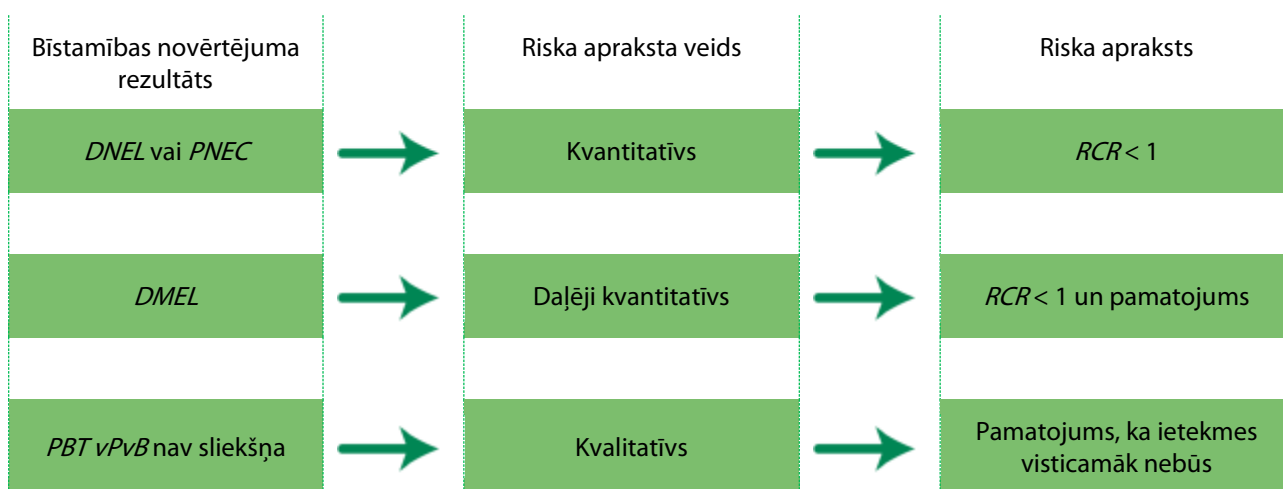 Bīstamības novērtējuma
rezultāts
Riska apraksta veids
Riska apraksts
DNEL vai PNEC
Kvantitatīvs
RCR < 1
DMEL
Daļēji kvantitatīvs
RCR < 1 un pamatojums
PBT vPvB nav sliekšņa
Kvalitatīvs
Pamatojums, ka ietekmes
visticamāk nebūs